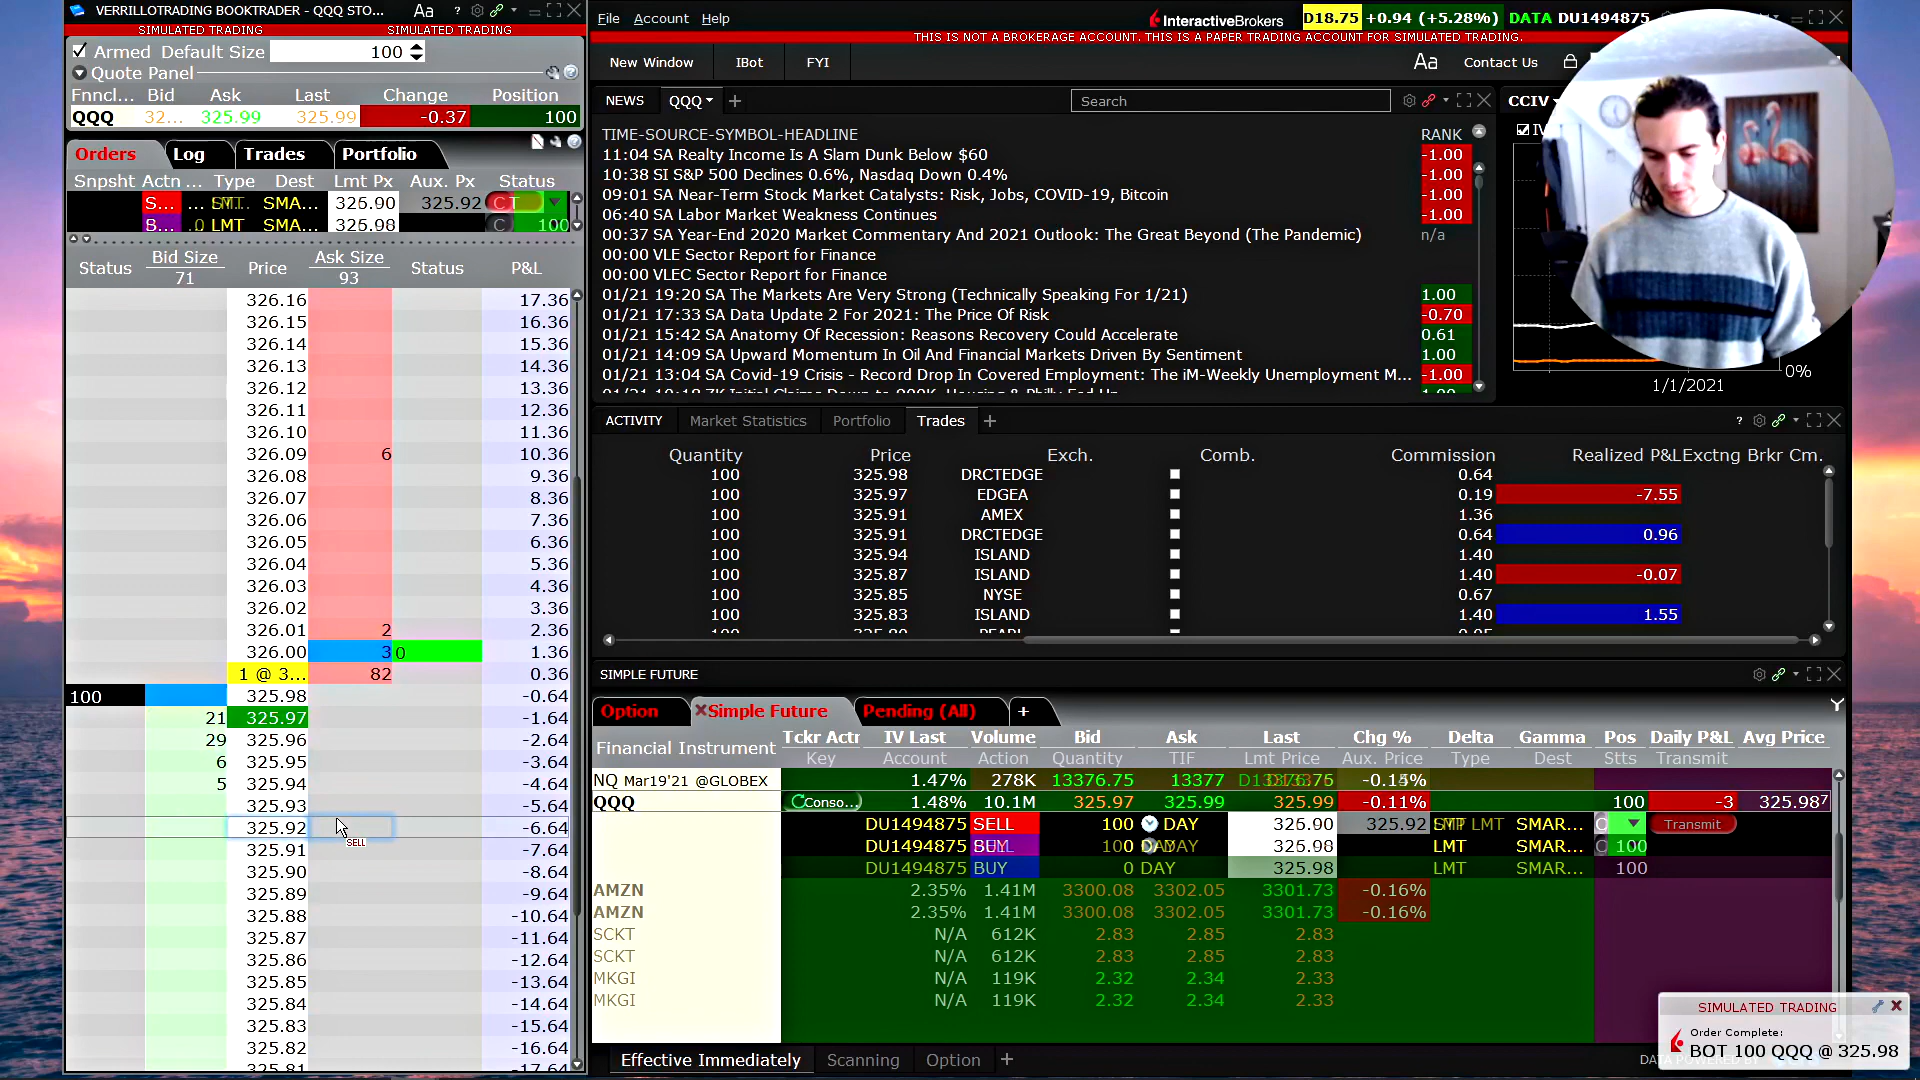 VERRILLOTRADING BOOKTRADER - QQQ STO... Aa ?
SIMULATED TRADING SIMULATED TRADING
Armed Default Size 100
Quote Panel
Fnncl... Bid Ask Last Change Position
QQQ 32... 325.99 325.99 -0.37 100
Orders Log Trades Portfolio
Snpsht Actn ... Type Dest Lmt Px Aux. Px Status
S... ... SMA... 325.90 325.92 CT
B... .0 LMT SMA... 325.98 C 100
Status Bid Size Price Ask Size Status P&L
71 93
326.16 17.36
326.15 16.36
326.14 15.36
326.13 14.36
326.12 13.36
326.11 12.36
326.10 11.36
326.09 6 10.36
326.08 9.36
326.07 8.36
326.06 7.36
326.05 6.36
326.04 5.36
326.03 4.36
326.02 3.36
326.01 2 2.36
326.00 3 0 1.36
1 @ 3... 82 0.36
100 325.98 -0.64
21 325.97 -1.64
29 325.96 -2.64
6 325.95 -3.64
5 325.94 -4.64
325.93 -5.64
325.92 -6.64
SELL
325.91 -7.64
325.90 -8.64
325.89 -9.64
325.88 -10.64
325.87 -11.64
325.86 -12.64
325.85 -13.64
325.84 -14.64
325.83 -15.64
325.82 -16.64
325.81 -17.64
File Account Help InteractiveBrokers D18.75 +0.94 (+5.28%) DATA DU1494875
THIS IS NOT A BROKERAGE ACCOUNT. THIS IS A PAPER TRADING ACCOUNT FOR SIMULATED TRADING.
New Window IBot FYI Aa Contact Us
NEWS QQQ + Search
TIME-SOURCE-SYMBOL-HEADLINE RANK
11:04 SA Realty Income Is A Slam Dunk Below $60 -1.00
10:38 SI S&P 500 Declines 0.6%, Nasdaq Down 0.4% -1.00
09:01 SA Near-Term Stock Market Catalysts: Risk, Jobs, COVID-19, Bitcoin -1.00
06:40 SA Labor Market Weakness Continues -1.00
00:37 SA Year-End 2020 Market Commentary And 2021 Outlook: The Great Beyond (The Pandemic) n/a
00:00 VLE Sector Report for Finance
00:00 VLEC Sector Report for Finance
01/21 19:20 SA The Markets Are Very Strong (Technically Speaking For 1/21) 1.00
01/21 17:33 SA Data Update 2 For 2021: The Price Of Risk -0.70
01/21 15:42 SA Anatomy Of Recession: Reasons Recovery Could Accelerate 0.61
01/21 14:09 SA Upward Momentum In Oil And Financial Markets Driven By Sentiment 1.00
01/21 13:04 SA Covid-19 Crisis - Record Drop In Covered Employment: The iM-Weekly Unemployment M... -1.00
CCIV
IV
0%
1/1/2021
ACTIVITY Market Statistics Portfolio Trades +
Quantity Price Exch. Comb. Commission Realized P&L Exctng Brkr Cm.
100 325.98 DRCTEDGE 0.64
100 325.97 EDGEA 0.19 -7.55
100 325.91 AMEX 1.36
100 325.91 DRCTEDGE 0.64 0.96
100 325.94 ISLAND 1.40
100 325.87 ISLAND 1.40 -0.07
100 325.85 NYSE 0.67
100 325.83 ISLAND 1.40 1.55
SIMPLE FUTURE
Option Simple Future Pending (All) +
Financial Instrument Tckr Actr IV Last Volume Bid Ask Last Chg % Delta Gamma Pos Daily P&L Avg Price
Key Account Action Quantity TIF Lmt Price Aux. Price Type Dest Stts Transmit
NQ Mar19'21 @GLOBEX 1.47% 278K 13376.75 13377
QQQ Conso... 1.48% 10.1M 325.97 325.99 325.99 -0.11% 100 -3 325.987
DU1494875 SELL 100 DAY 325.90 325.92 LMT SMAR... C Transmit
DU1494875 100 DAY 325.98 LMT SMAR... C 100
DU1494875 BUY 0 DAY 325.98 LMT SMAR... 100
AMZN 2.35% 1.41M 3300.08 3302.05 3301.73 -0.16%
AMZN 2.35% 1.41M 3300.08 3302.05 3301.73 -0.16%
SCKT N/A 612K 2.83 2.85 2.83
SCKT N/A 612K 2.83 2.85 2.83
MKGI N/A 119K 2.32 2.34 2.33
MKGI N/A 119K 2.32 2.34 2.33
Effective Immediately Scanning Option +
SIMULATED TRADING
Order Complete:
BOT 100 QQQ @ 325.98